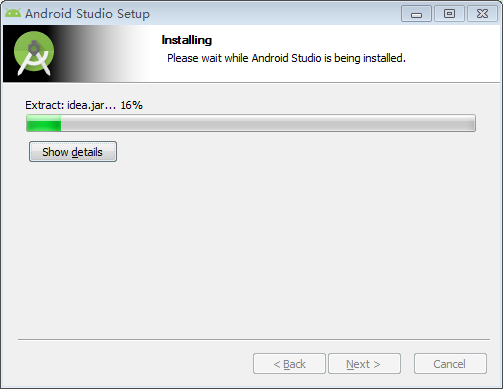 Android Studio Setup
Installing
Please wait while Android Studio is being installed.
Extract: idea.jar... 16%
Show details
< Back
Next >
Cancel